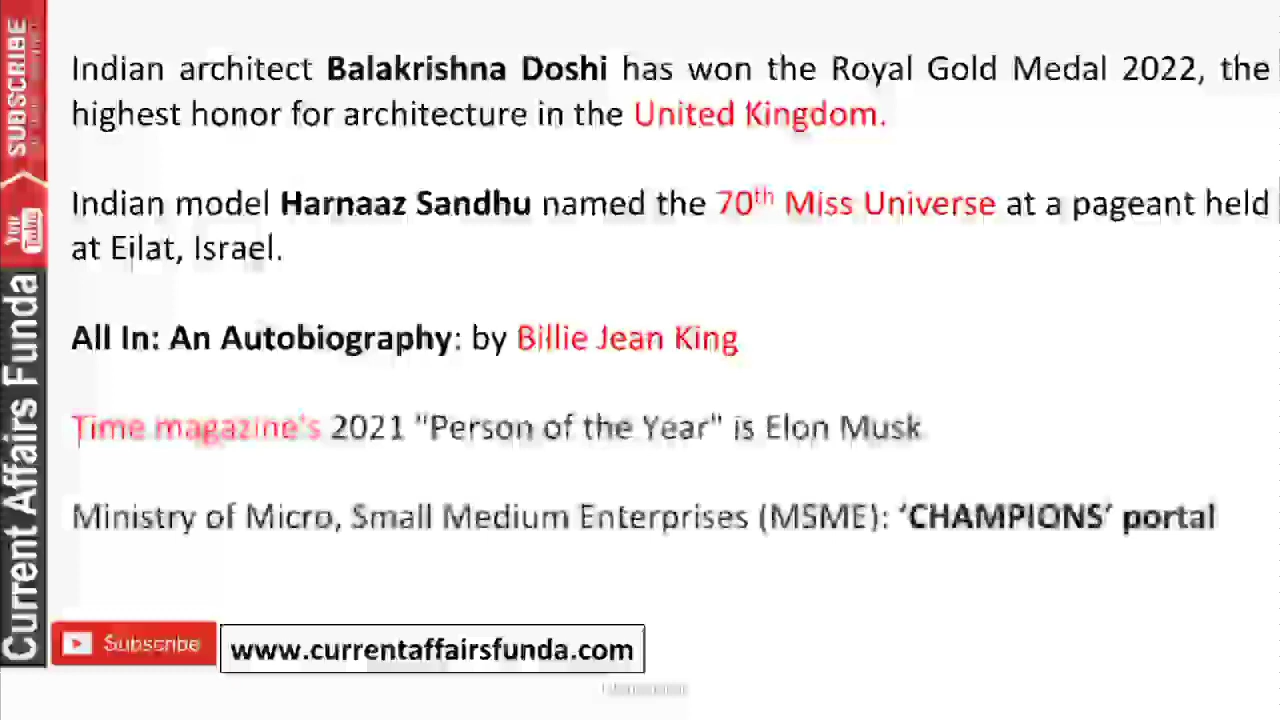 Indian architect Balakrishna Doshi has won the Royal Gold Medal 2022, the
highest honor for architecture in the United Kingdom.
Indian model Harnaaz Sandhu named the 70th Miss Universe at a pageant held
at Eilat, Israel.
All In: An Autobiography: by Billie Jean King
Time magazine's 2021 "Person of the Year" is Elon Musk
Ministry of Micro, Small Medium Enterprises (MSME): ‘CHAMPIONS’ portal
SUBSCRIBE
You Tube
Current Affairs Funda
Subscribe
www.currentaffairsfunda.com